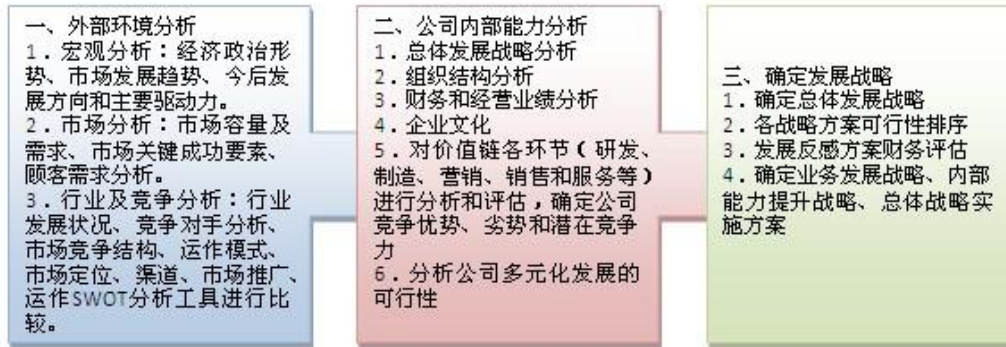 一、外部环境分析
1．宏观分析：经济政治形
势、市场发展趋势、今后发
展方向和主要驱动力。
2．市场分析：市场容量及
需求、市场关键成功要素、
顾客需求分析。
3．行业及竞争分析：行业
发展状况、竞争对手分析、
市场竞争结构、运作模式、
市场定位、渠道、市场推广、
运作SWOT分析工具进行比
较。
二、公司内部能力分析
1．总体发展战略分析
2．组织结构分析
3．财务和经营业绩分析
4．企业文化
5．对价值链各环节（研发、
制造、营销、销售和服务等）
进行分析和评估，确定公司
竞争优势、劣势和潜在竞争
力
6．分析公司多元化发展的
可行性
三、确定发展战略
1．确定总体发展战略
2．各战略方案可行性排序
3．发展反感方案财务评估
4．确定业务发展战略、内部
能力提升战略、总体战略实
施方案